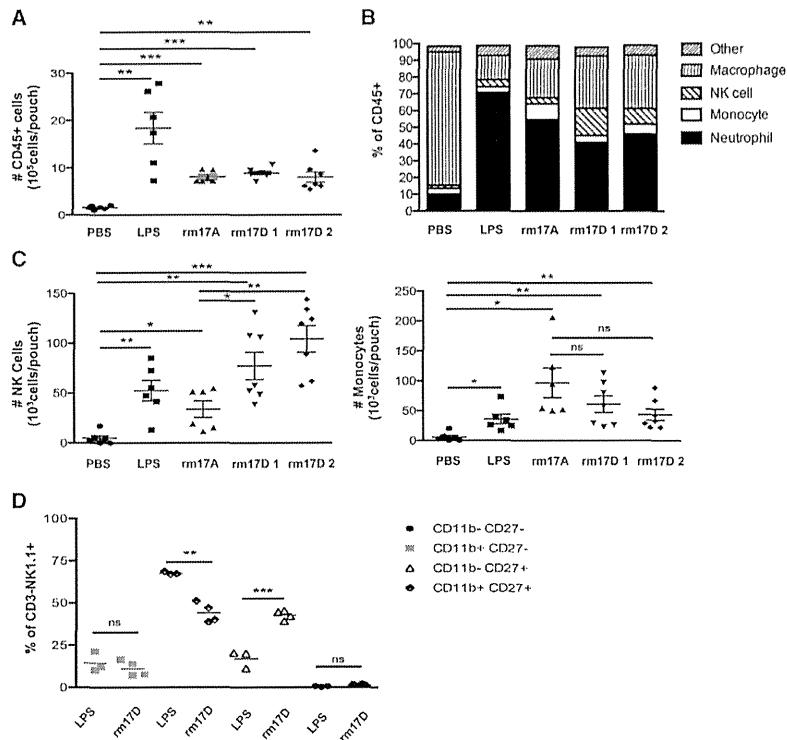 A
**
***
***
**
# CD45+ cells
(10⁵cells/pouch)
30
20
10
0
PBS LPS rm17A rm17D 1 rm17D 2
B
% of CD45+
100
90
80
70
60
50
40
30
20
10
0
PBS LPS rm17A rm17D 1 rm17D 2
Other
Macrophage
NK cell
Monocyte
Neutrophil
C
***
**
**
*
*
**
# NK Cells
(10³cells/pouch)
150
100
50
0
PBS LPS rm17A rm17D 1 rm17D 2
**
**
*
ns
ns
*
# Monocytes
(10³cells/pouch)
250
200
150
100
50
0
PBS LPS rm17A rm17D 1 rm17D 2
D
% of CD3-NK1.1+
100
75
50
25
0
ns
**
***
ns
LPS rm17D LPS rm17D LPS rm17D LPS rm17D
CD11b- CD27-
CD11b+ CD27-
CD11b- CD27+
CD11b+ CD27+